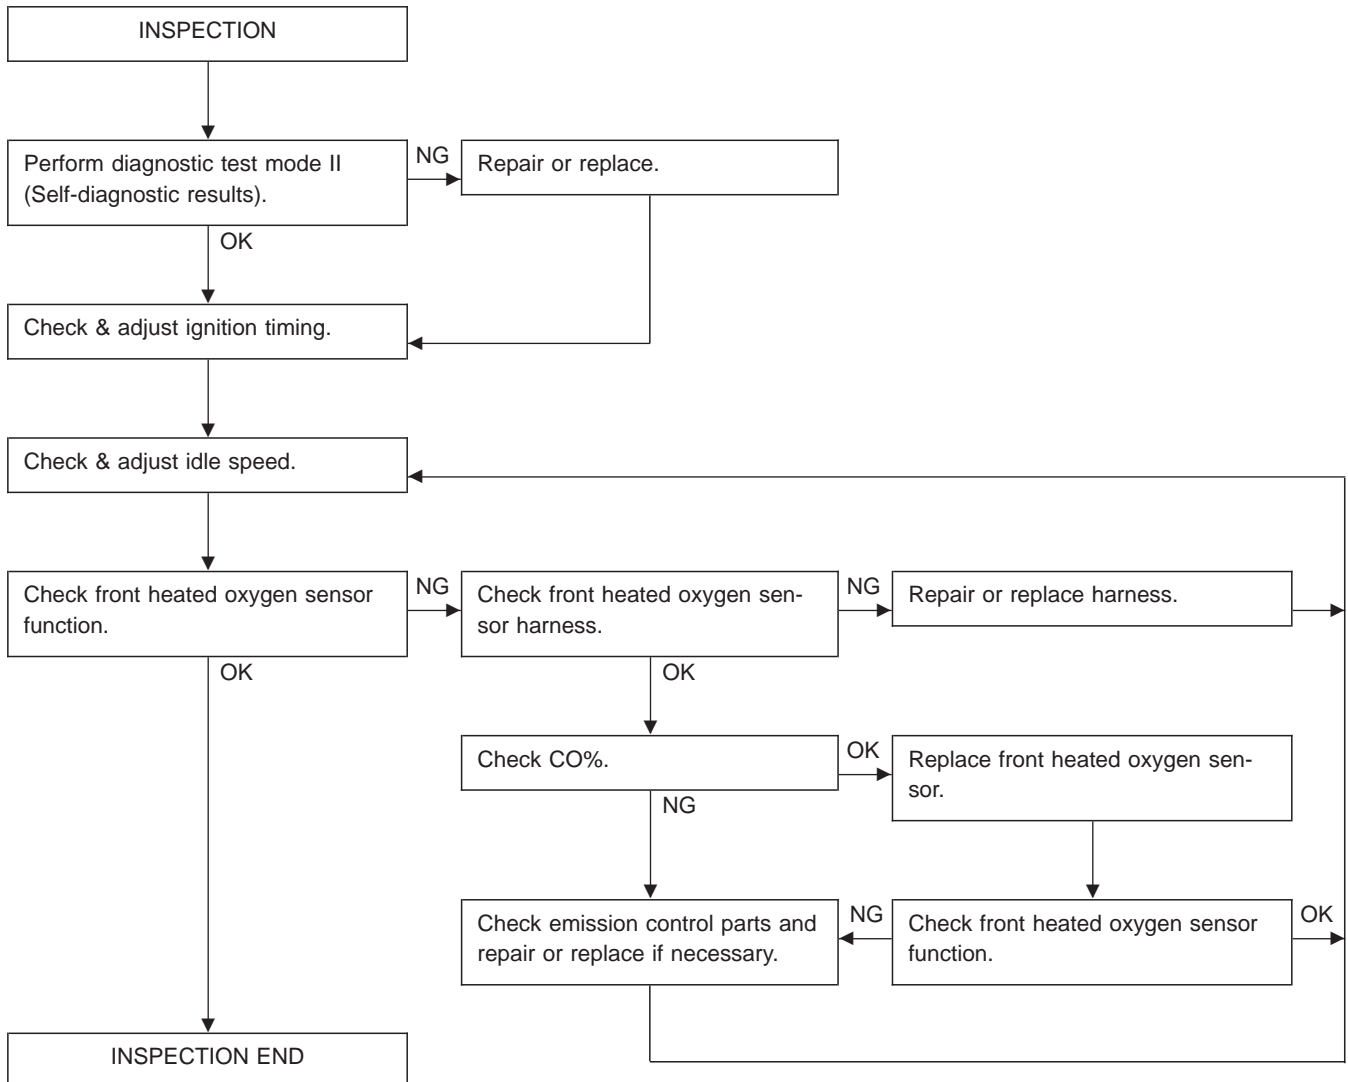 INSPECTION
Perform diagnostic test mode II
(Self-diagnostic results).
NG
Repair or replace.
OK
Check & adjust ignition timing.
Check & adjust idle speed.
Check front heated oxygen sensor
function.
NG
Check front heated oxygen sen-
sor harness.
NG
Repair or replace harness.
OK
OK
Check CO%.
OK
Replace front heated oxygen sen-
sor.
NG
Check emission control parts and
repair or replace if necessary.
NG
Check front heated oxygen sensor
function.
OK
INSPECTION END